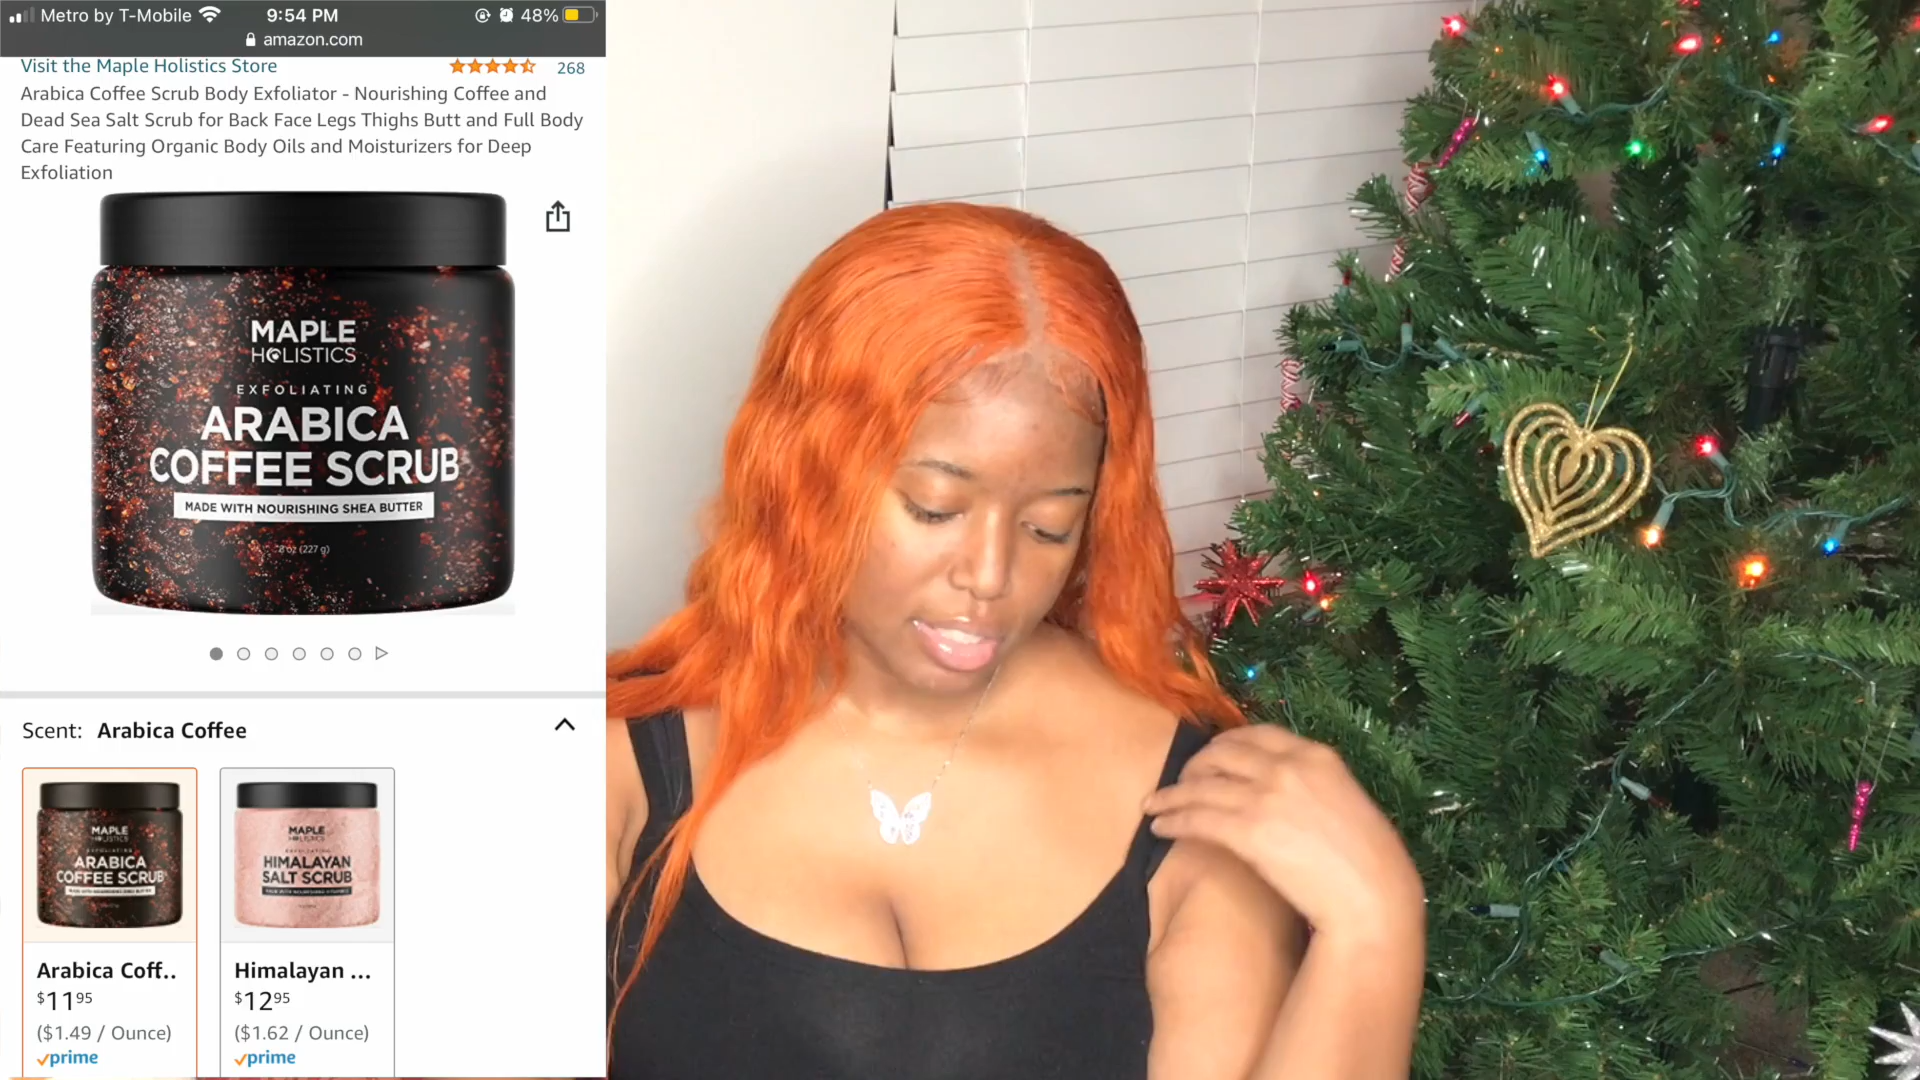 Metro by T-Mobile 9:54 PM 48%
amazon.com
Visit the Maple Holistics Store 268
Arabica Coffee Scrub Body Exfoliator - Nourishing Coffee and
Dead Sea Salt Scrub for Back Face Legs Thighs Butt and Full Body
Care Featuring Organic Body Oils and Moisturizers for Deep
Exfoliation
MAPLE
HOLISTICS
EXFOLIATING
ARABICA
COFFEE SCRUB
MADE WITH NOURISHING SHEA BUTTER
8 oz (227 g)
Scent: Arabica Coffee
MAPLE
HOLISTICS
ARABICA
COFFEE SCRUB
MAPLE
HOLISTICS
HIMALAYAN
SALT SCRUB
Arabica Coff..
$1195
($1.49 / Ounce)
prime
Himalayan ...
$1295
($1.62 / Ounce)
prime